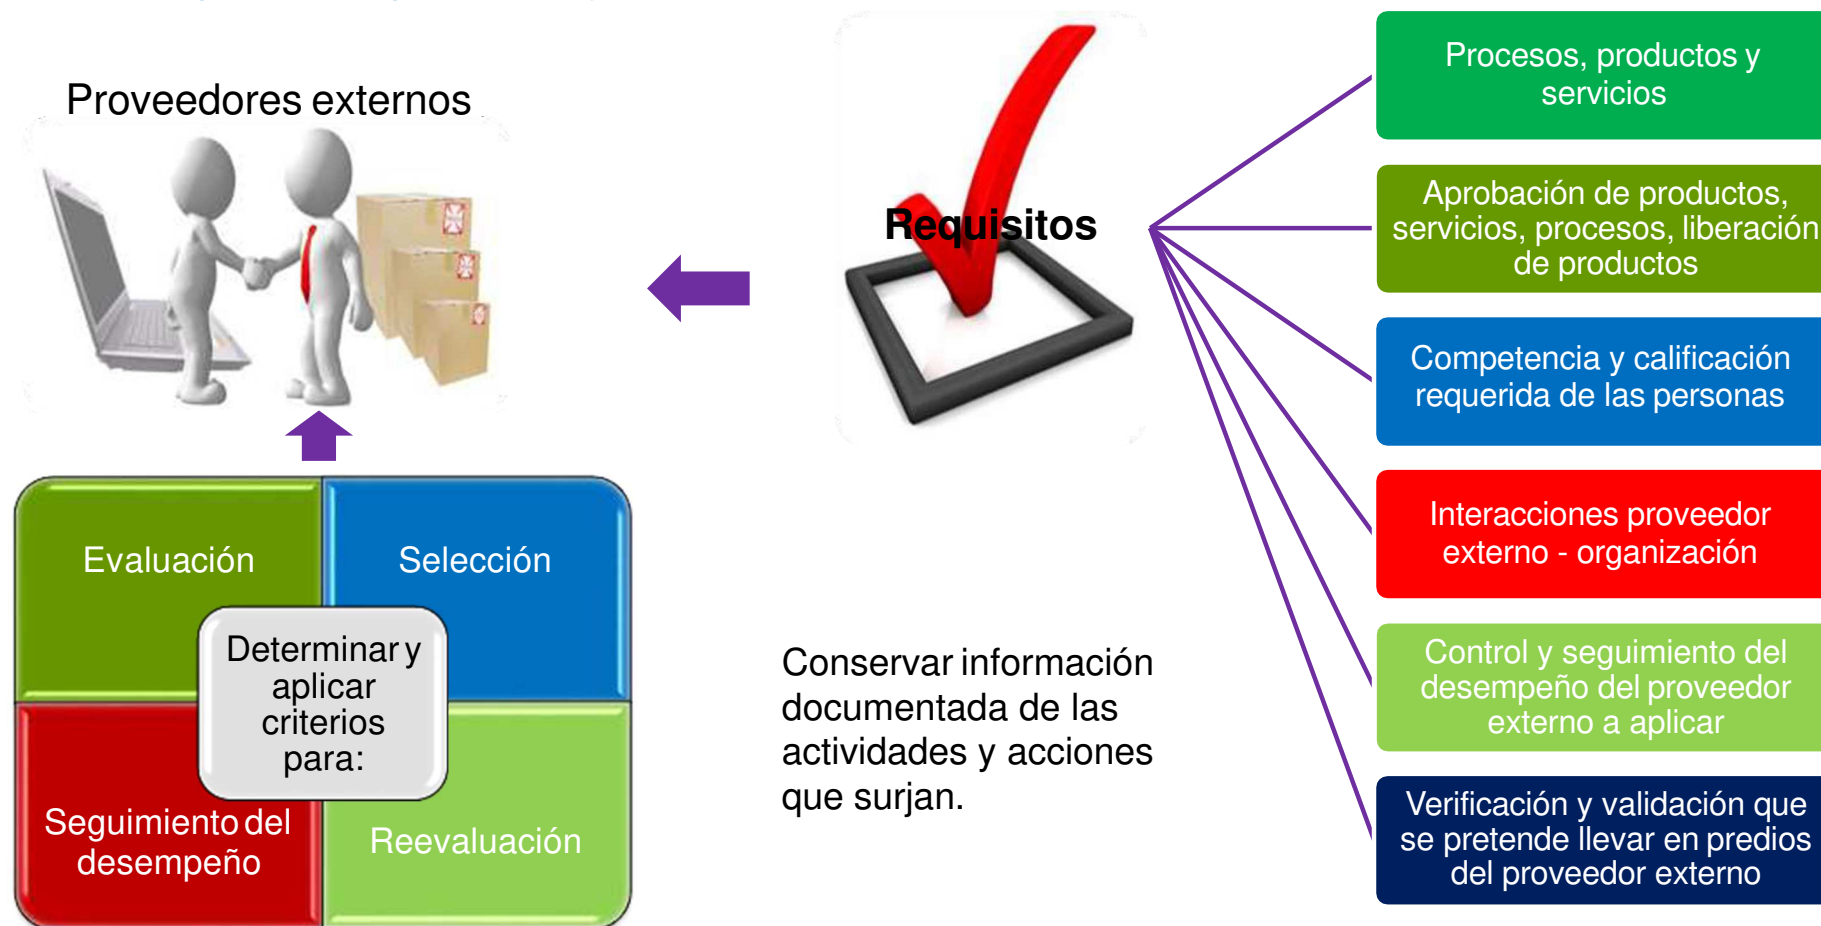 Proveedores externos
Requisitos
Procesos, productos y
servicios
Aprobación de productos,
servicios, procesos, liberación
de productos
Competencia y calificación
requerida de las personas
Interacciones proveedor
externo - organización
Control y seguimiento del
desempeño del proveedor
externo a aplicar
Verificación y validación que
se pretende llevar en predios
del proveedor externo
Evaluación
Selección
Determinar y
aplicar
criterios
para:
Seguimiento del
desempeño
Reevaluación
Conservar información
documentada de las
actividades y acciones
que surjan.